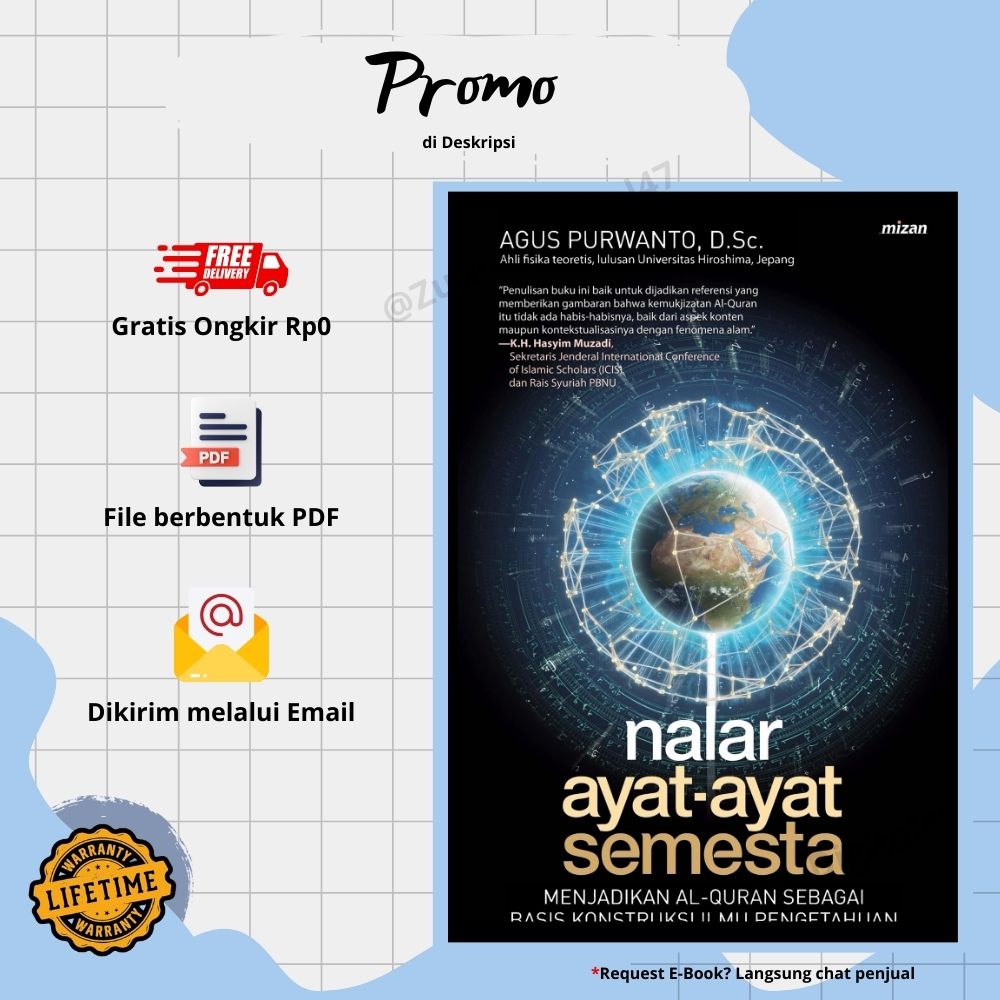 Promo
di Deskripsi
FREE
DELIVERY
Gratis Ongkir Rp0
PDF
File berbentuk PDF
@
Dikirim melalui Email
WARRANTY
LIFETIME
WARRANTY
mizan
AGUS PURWANTO, D.Sc.
Ahli fisika teoretis, lulusan Universitas Hiroshima, Jepang
“Penulisan buku ini baik untuk dijadikan referensi yang
memberikan gambaran bahwa kemukjizatan Al-Quran
itu tidak ada habis-habisnya, baik dari aspek konten
maupun kontekstualisasinya dengan fenomena alam.”
—K.H. Hasyim Muzadi,
Sekretaris Jenderal International Conference
of Islamic Scholars (ICIS)
dan Rais Syuriah PBNU
nalar
ayat-ayat
semesta
MENJADIKAN AL-QURAN SEBAGAI
BASIS KONSTRUKSI ILMU PENGETAHUAN
*Request E-Book? Langsung chat penjual